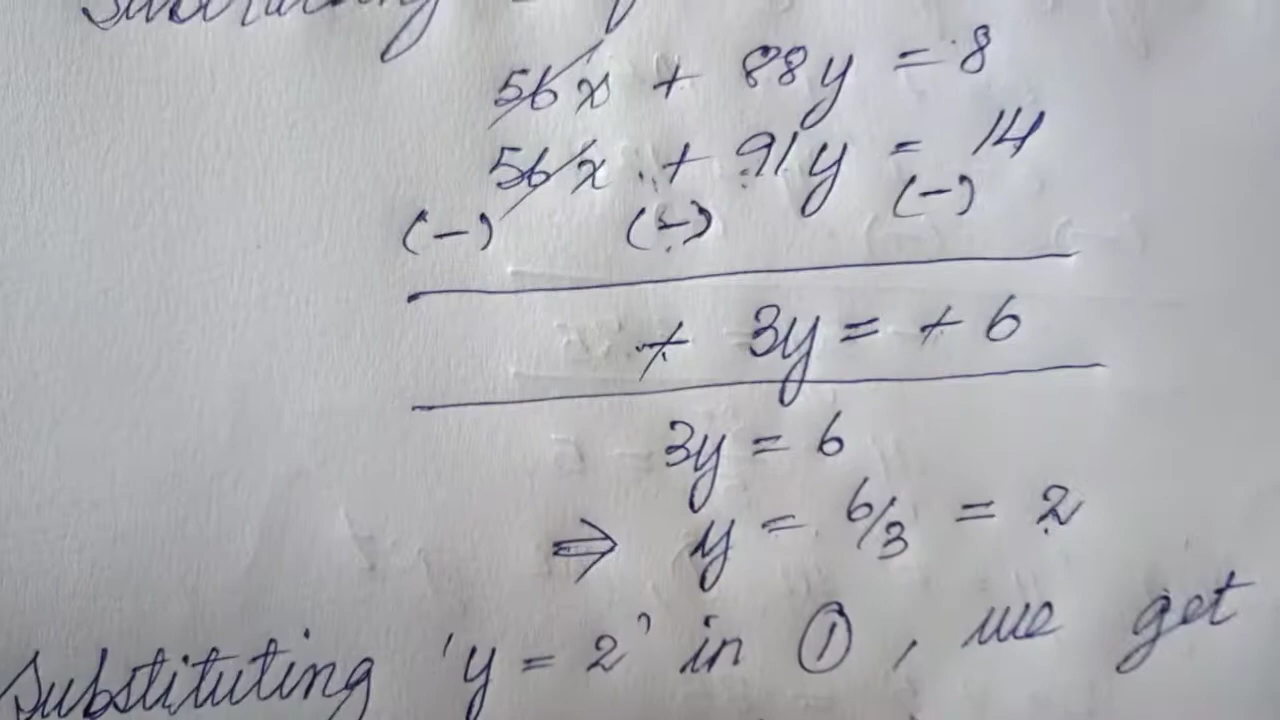 56x + 88y = 8
56x + 91y = 14
(-) (-) (-)
+ 3y = + 6
3y = 6
⇒ y = 6/3 = 2
Substituting 'y = 2' in ①, we get